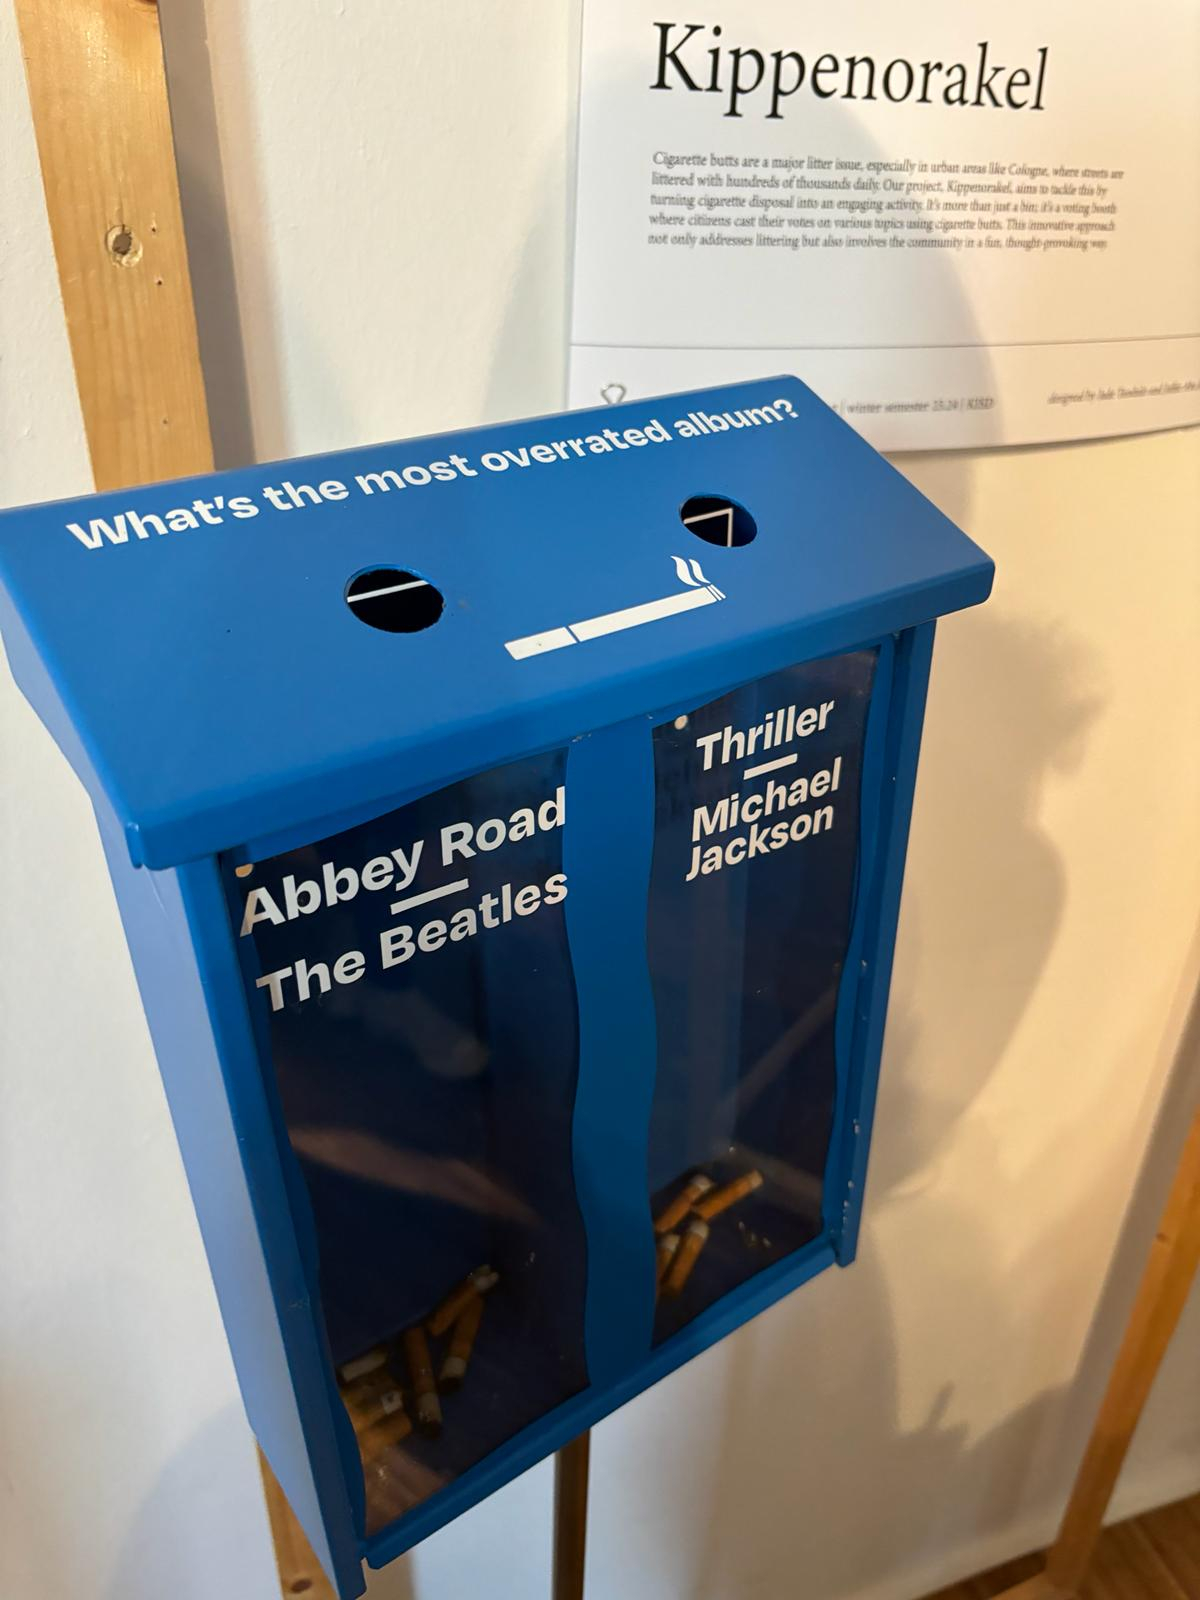 Kippenorakel
Cigarette butts are a major litter issue, especially in urban areas like Cologne, where streets are
littered with hundreds of thousands daily. Our project, Kippenorakel, aims to tackle this by
turning cigarette disposal into an engaging activity. It's more than just a bin; it's a voting booth
where citizens cast their votes on various topics using cigarette butts. This innovative approach
not only addresses littering but also involves the community in a fun, thought-provoking way.
| winter semester 23.24 | KISD
designed by Jade
What's the most overrated album?
Abbey Road
The Beatles
Thriller
Michael
Jackson